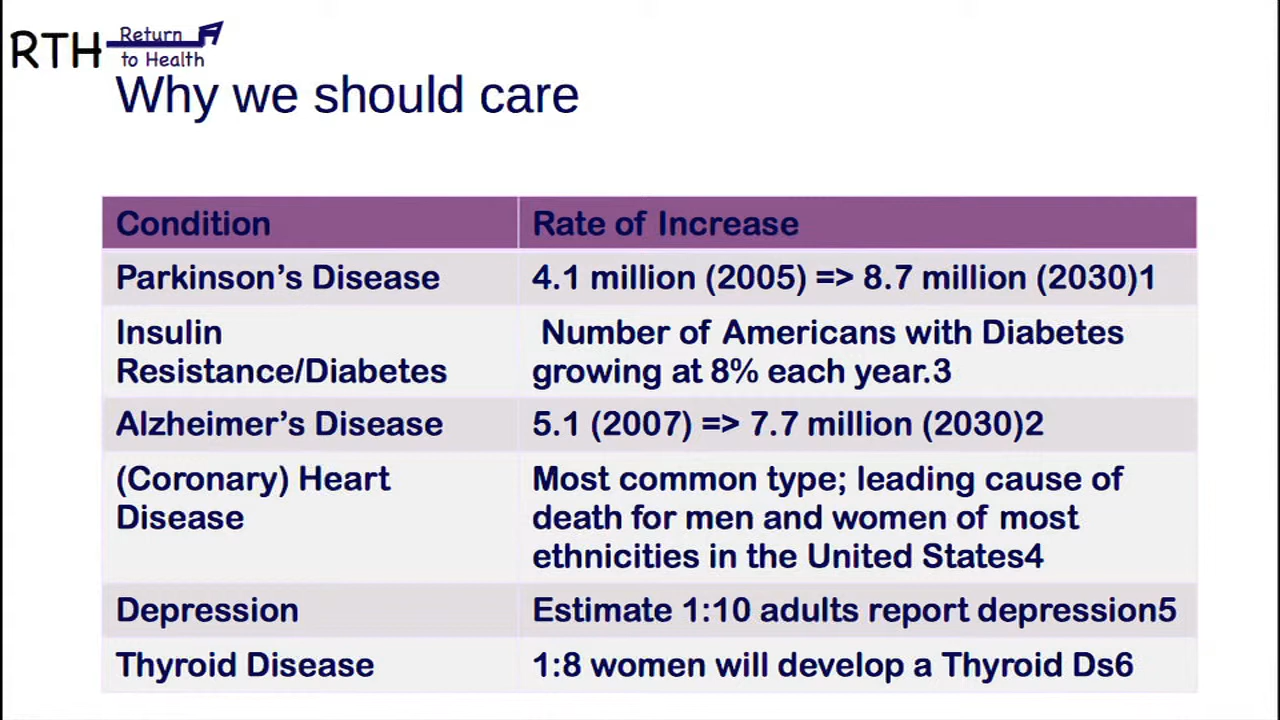 RTH
Return
to Health
Why we should care
Condition
Rate of Increase
Parkinson's Disease
4.1 million (2005) => 8.7 million (2030)1
Insulin
Resistance/Diabetes
Number of Americans with Diabetes
growing at 8% each year.3
Alzheimer's Disease
5.1 (2007) => 7.7 million (2030)2
(Coronary) Heart
Disease
Most common type; leading cause of
death for men and women of most
ethnicities in the United States4
Depression
Estimate 1:10 adults report depression5
Thyroid Disease
1:8 women will develop a Thyroid Ds6